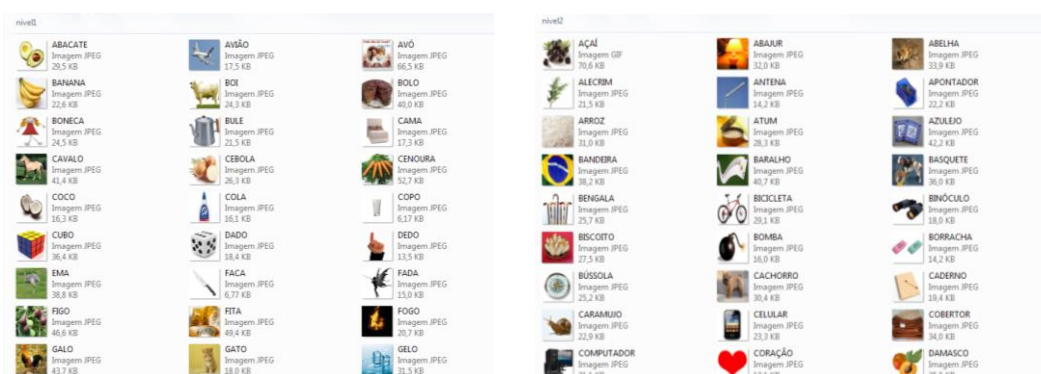 nivel1
ABACATE
Imagem JPEG
29,5 KB
AVIÃO
Imagem JPEG
17,5 KB
AVÓ
Imagem JPEG
66,5 KB
BANANA
Imagem JPEG
22,6 KB
BOI
Imagem JPEG
24,3 KB
BOLO
Imagem JPEG
40,0 KB
BONECA
Imagem JPEG
24,5 KB
BULE
Imagem JPEG
21,5 KB
CAMA
Imagem JPEG
17,3 KB
CAVALO
Imagem JPEG
41,4 KB
CEBOLA
Imagem JPEG
26,3 KB
CENOURA
Imagem JPEG
52,7 KB
COCO
Imagem JPEG
16,3 KB
COLA
Imagem JPEG
16,1 KB
COPO
Imagem JPEG
6,17 KB
CUBO
Imagem JPEG
36,4 KB
DADO
Imagem JPEG
18,4 KB
DEDO
Imagem JPEG
13,5 KB
EMA
Imagem JPEG
38,8 KB
FACA
Imagem JPEG
6,77 KB
FADA
Imagem JPEG
15,0 KB
FIGO
Imagem JPEG
46,6 KB
FITA
Imagem JPEG
49,4 KB
FOGO
Imagem JPEG
20,7 KB
GALO
Imagem JPEG
43,7 KB
GATO
Imagem JPEG
18,0 KB
GELO
Imagem JPEG
31,5 KB
nivel2
AÇAÍ
Imagem GIF
70,6 KB
ABAJUR
Imagem JPEG
32,0 KB
ABELHA
Imagem JPEG
33,9 KB
ALECRIM
Imagem JPEG
21,5 KB
ANTENA
Imagem JPEG
14,2 KB
APONTADOR
Imagem JPEG
22,2 KB
ARROZ
Imagem JPEG
31,0 KB
ATUM
Imagem JPEG
28,3 KB
AZULEJO
Imagem JPEG
42,2 KB
BANDEIRA
Imagem JPEG
38,2 KB
BARALHO
Imagem JPEG
40,7 KB
BASQUETE
Imagem JPEG
36,0 KB
BENGALA
Imagem JPEG
25,7 KB
BICICLETA
Imagem JPEG
29,1 KB
BINÓCULO
Imagem JPEG
18,0 KB
BISCOITO
Imagem JPEG
27,5 KB
BOMBA
Imagem JPEG
16,0 KB
BORRACHA
Imagem JPEG
14,2 KB
BÚSSOLA
Imagem JPEG
25,2 KB
CACHORRO
Imagem JPEG
30,4 KB
CADERNO
Imagem JPEG
19,4 KB
CARAMUJO
Imagem JPEG
22,9 KB
CELULAR
Imagem JPEG
23,3 KB
COBERTOR
Imagem JPEG
34,0 KB
COMPUTADOR
Imagem JPEG
CORAÇÃO
Imagem JPEG
DAMASCO
Imagem JPEG